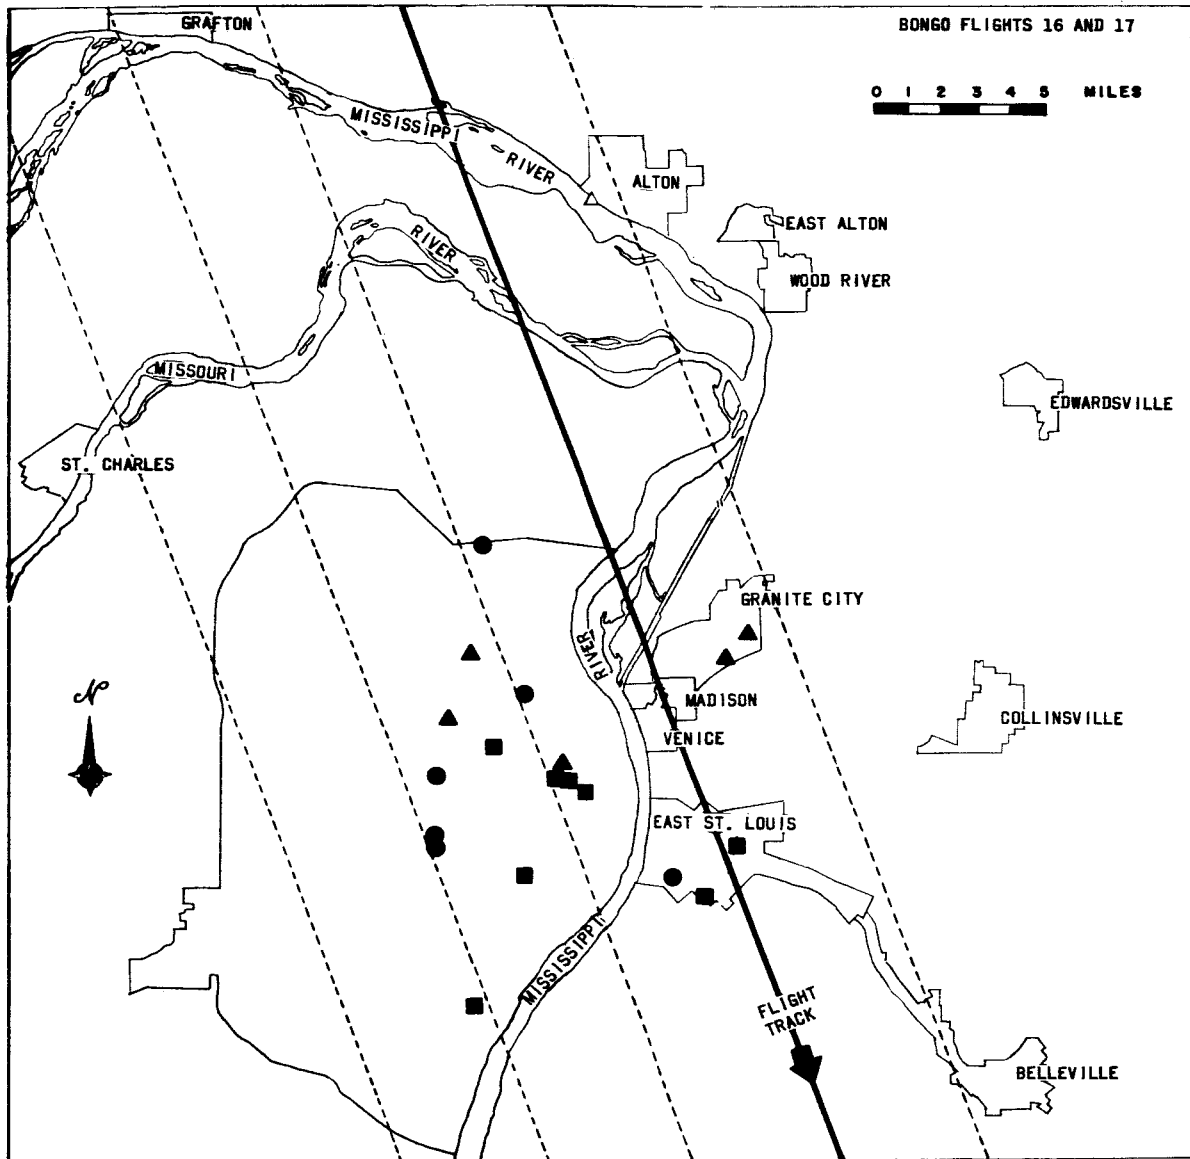 GRAFTON
BONGO FLIGHTS 16 AND 17
0 1 2 3 4 5 MILES
MISSISSIPPI
RIVER
ALTON
EAST ALTON
RIVER
WOOD RIVER
MISSOURI
EDWARDSVILLE
ST. CHARLES
GRANITE CITY
RIVER
N
MADISON
COLLINSVILLE
VENICE
EAST ST. LOUIS
MISSISSIPPI
FLIGHT
TRACK
BELLEVILLE